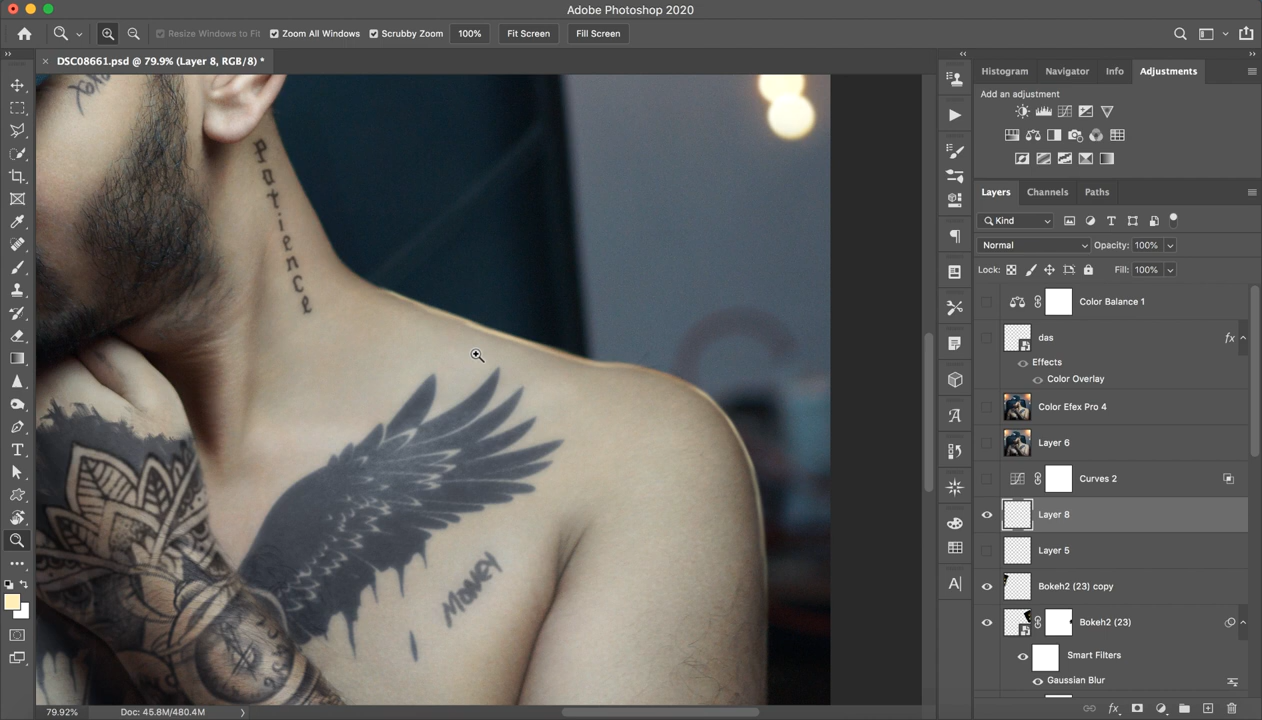 Adobe Photoshop 2020
Resize Windows to Fit Zoom All Windows Scrubby Zoom 100% Fit Screen Fill Screen
DSC08661.psd @ 79.9% (Layer 8, RGB/8) *
Histogram Navigator Info Adjustments
Add an adjustment
Layers Channels Paths
Kind
Normal Opacity: 100%
Lock: Fill: 100%
Color Balance 1
das fx
Effects
Color Overlay
Color Efex Pro 4
Layer 6
Curves 2
Layer 8
Layer 5
Bokeh2 (23) copy
Bokeh2 (23)
Smart Filters
Gaussian Blur
Patience
MONEY
79.92% Doc: 45.8M/480.4M